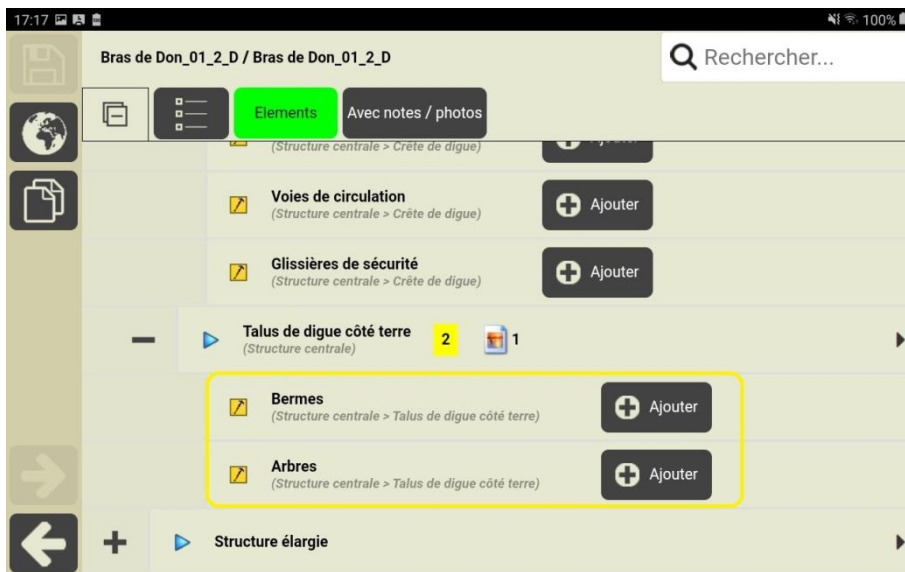 17:17 100%
Bras de Don_01_2_D / Bras de Don_01_2_D
Rechercher...
Elements
Avec notes / photos
(Structure centrale > Crête de digue)
Voies de circulation
(Structure centrale > Crête de digue)
Ajouter
Glissières de sécurité
(Structure centrale > Crête de digue)
Ajouter
Talus de digue côté terre
(Structure centrale)
2
1
Bermes
(Structure centrale > Talus de digue côté terre)
Ajouter
Arbres
(Structure centrale > Talus de digue côté terre)
Ajouter
Structure élargie